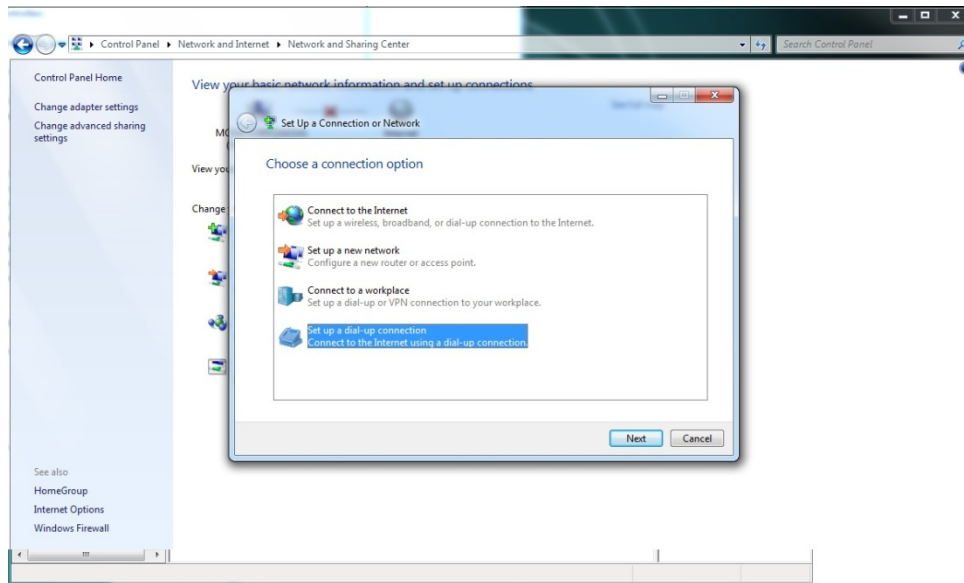 Control Panel ▸ Network and Internet ▸ Network and Sharing Center
Search Control Panel
Control Panel Home
Change adapter settings
Change advanced sharing
settings
See also
HomeGroup
Internet Options
Windows Firewall
View your basic network information and set up connections
View you
Change
Set Up a Connection or Network
Choose a connection option
Connect to the Internet
Set up a wireless, broadband, or dial-up connection to the Internet.
Set up a new network
Configure a new router or access point.
Connect to a workplace
Set up a dial-up or VPN connection to your workplace.
Set up a dial-up connection
Connect to the Internet using a dial-up connection.
Next
Cancel